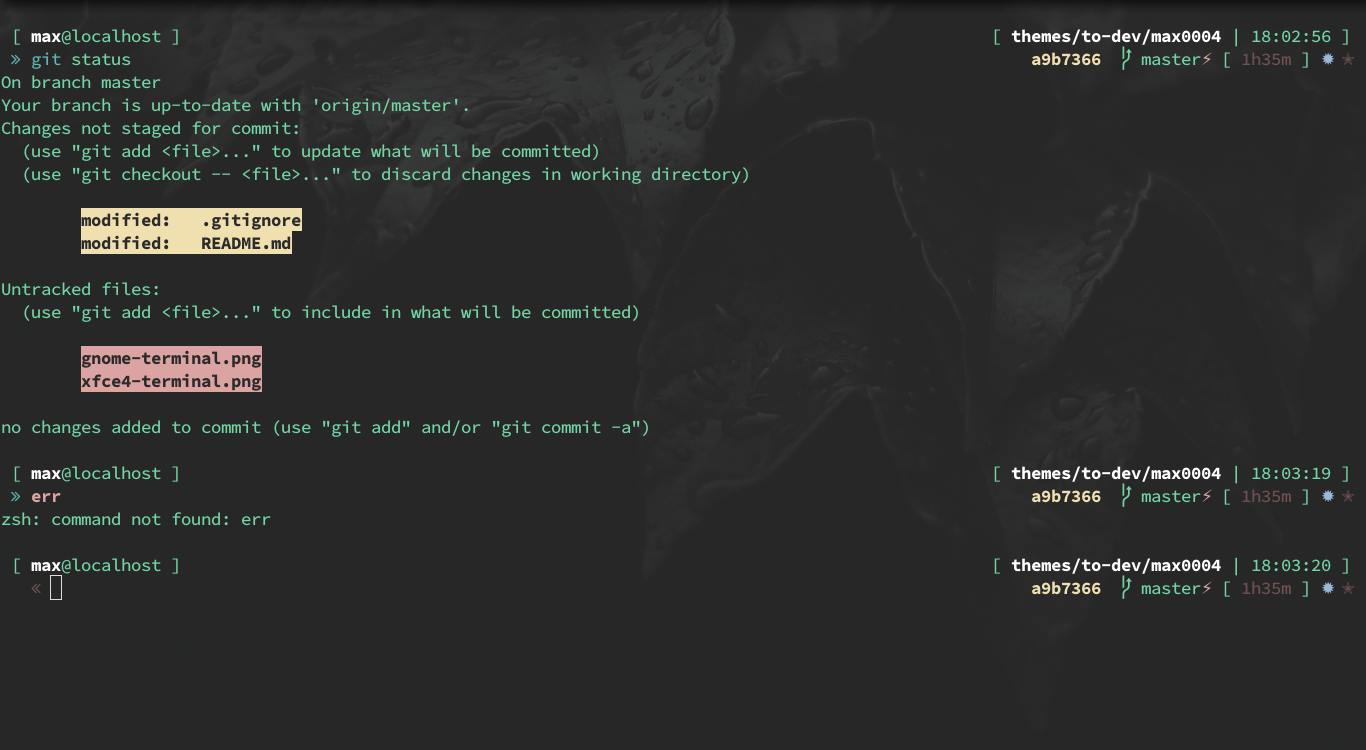 [ max@localhost ] [ themes/to-dev/max0004 | 18:02:56 ]
» git status a9b7366 master⚡ [ 1h35m ] ✹ ✭
On branch master
Your branch is up-to-date with 'origin/master'.
Changes not staged for commit:
(use "git add <file>..." to update what will be committed)
(use "git checkout -- <file>..." to discard changes in working directory)
modified: .gitignore
modified: README.md
Untracked files:
(use "git add <file>..." to include in what will be committed)
gnome-terminal.png
xfce4-terminal.png
no changes added to commit (use "git add" and/or "git commit -a")
[ max@localhost ] [ themes/to-dev/max0004 | 18:03:19 ]
» err a9b7366 master⚡ [ 1h35m ] ✹ ✭
zsh: command not found: err
[ max@localhost ] [ themes/to-dev/max0004 | 18:03:20 ]
« a9b7366 master⚡ [ 1h35m ] ✹ ✭